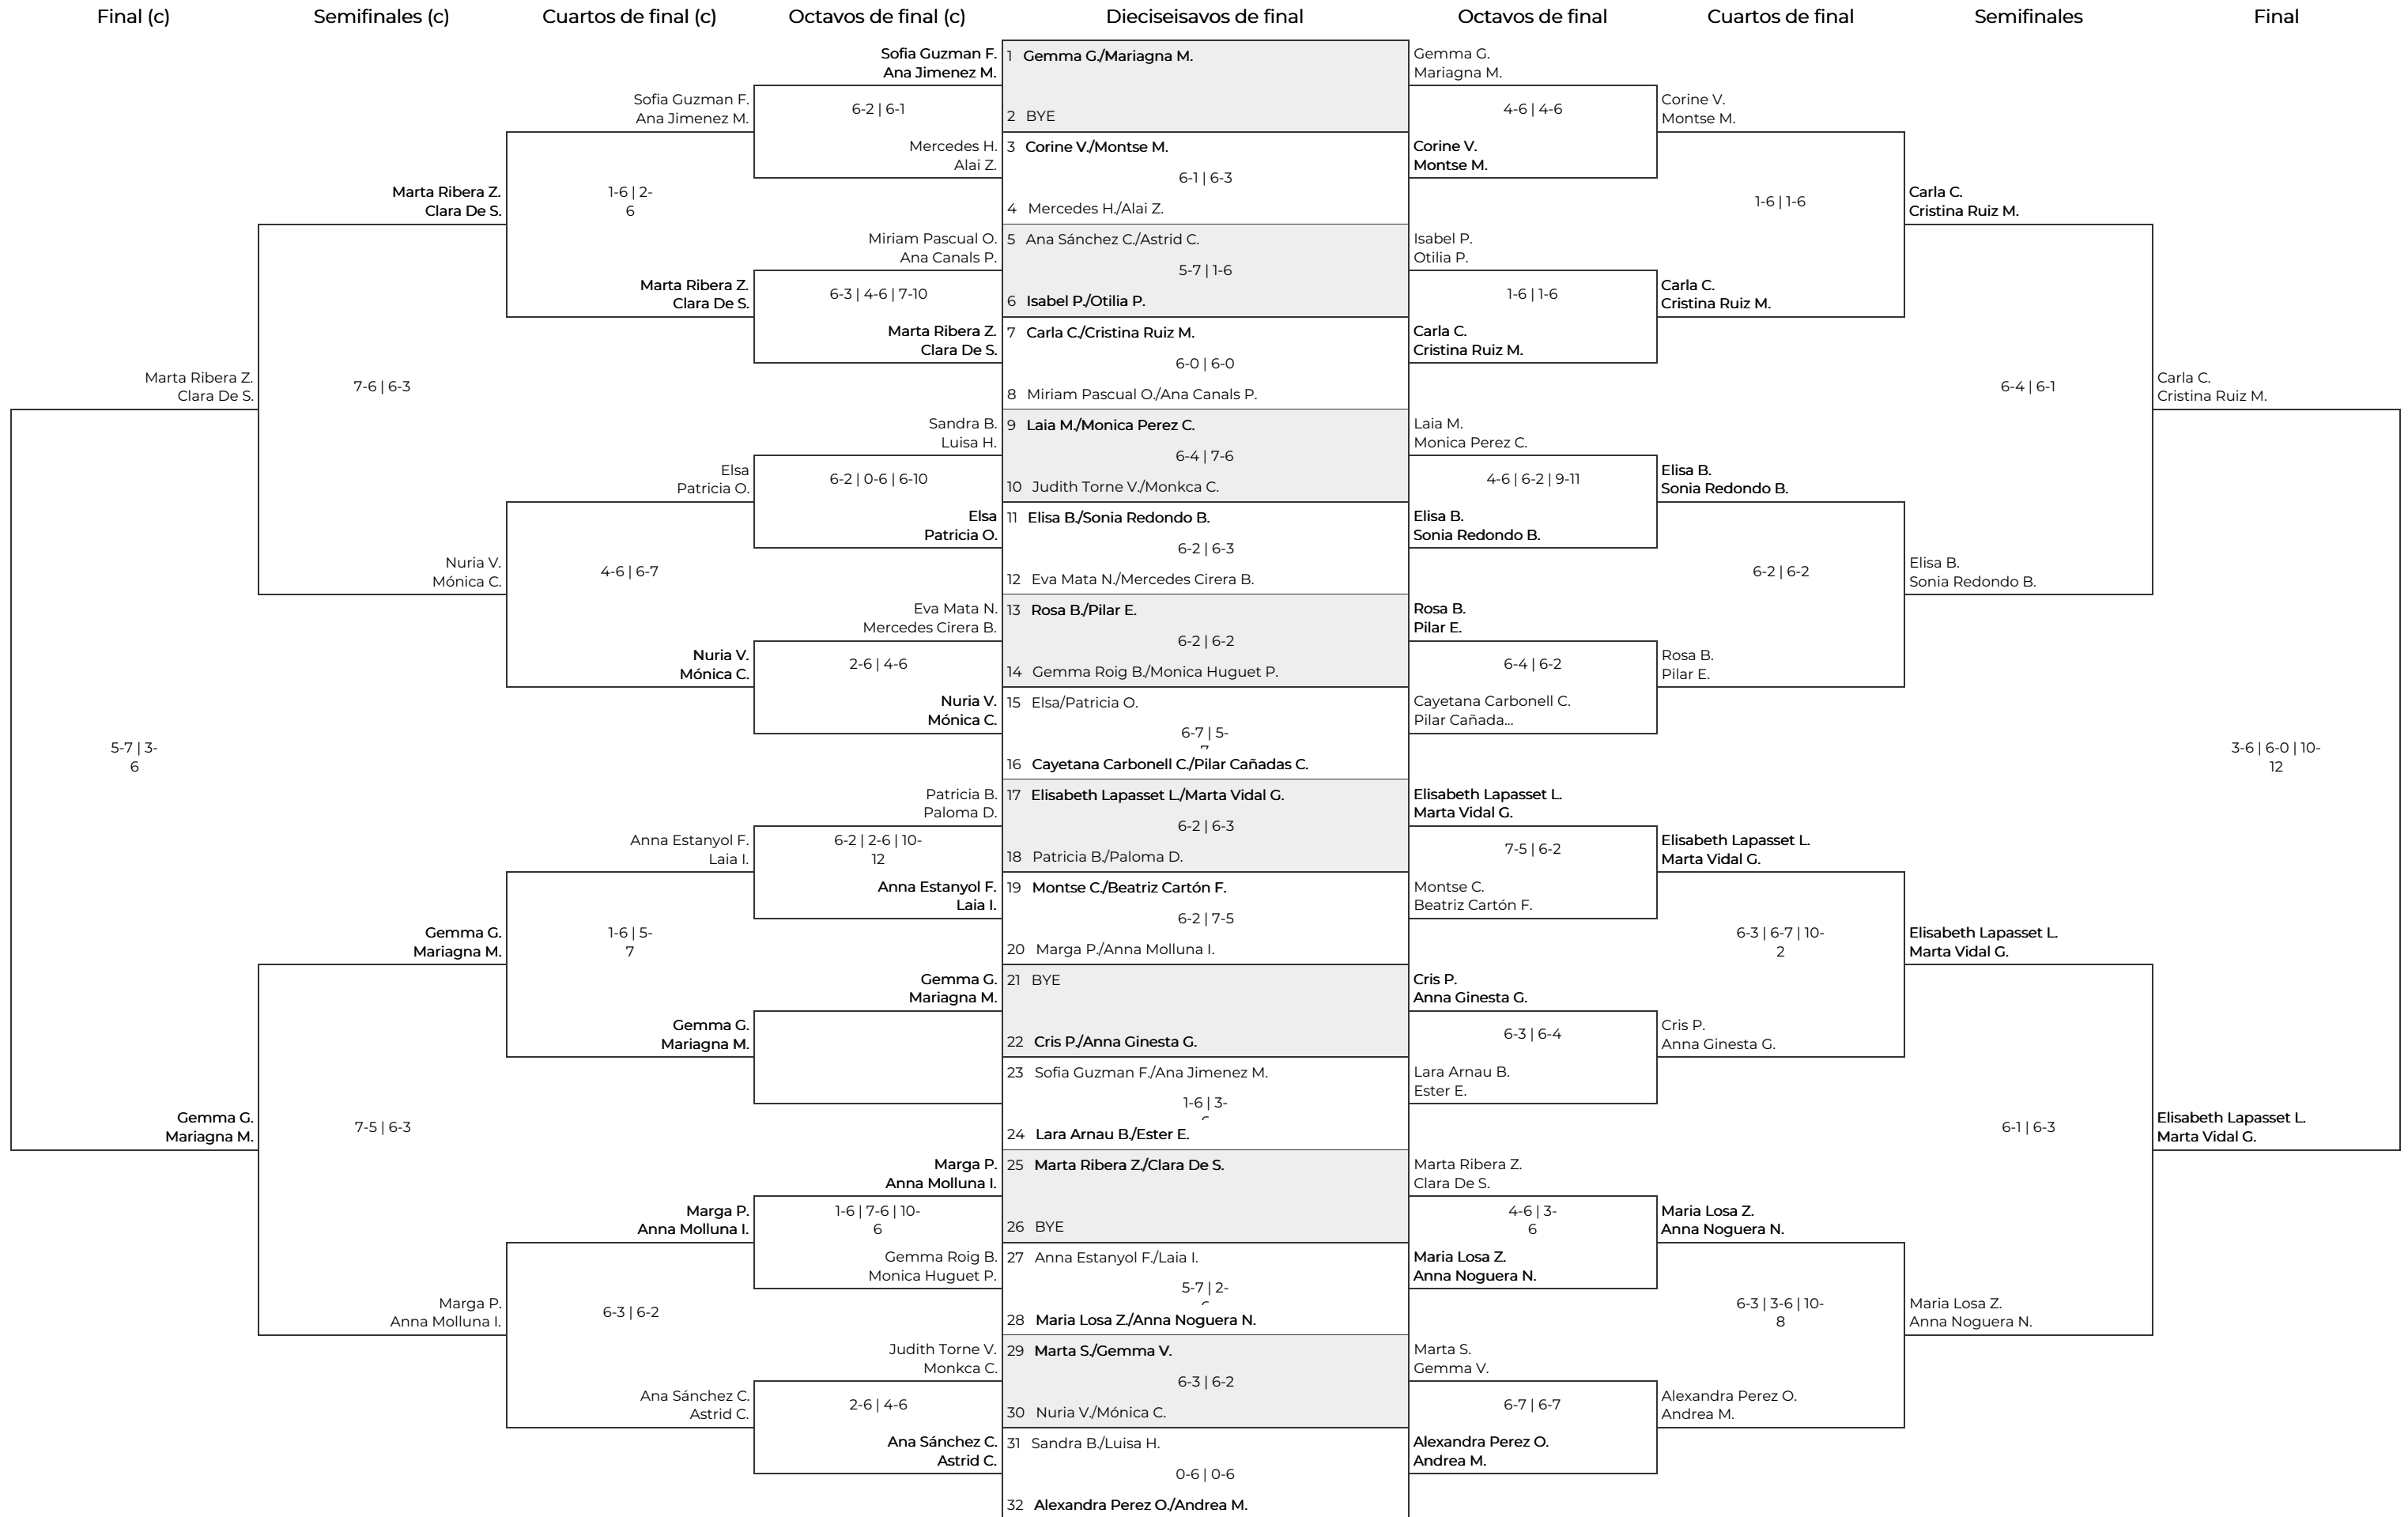 Final (c)
Semifinales (c)
Cuartos de final (c)
Octavos de final (c)
Dieciseisavos de final
Octavos de final
Cuartos de final
Semifinales
Final
Marta Ribera Z.
Clara De S.
5-7 | 3-
6
Gemma G.
Mariagna M.
Marta Ribera Z.
Clara De S.
7-6 | 6-3
Nuria V.
Mónica C.
Gemma G.
Mariagna M.
7-5 | 6-3
Marga P.
Anna Molluna I.
Sofia Guzman F.
Ana Jimenez M.
1-6 | 2-
6
Marta Ribera Z.
Clara De S.
Elsa
Patricia O.
4-6 | 6-7
Nuria V.
Mónica C.
Anna Estanyol F.
Laia I.
1-6 | 5-
7
Gemma G.
Mariagna M.
Marga P.
Anna Molluna I.
6-3 | 6-2
Ana Sánchez C.
Astrid C.
Sofia Guzman F.
Ana Jimenez M.
6-2 | 6-1
Mercedes H.
Alai Z.
Miriam Pascual O.
Ana Canals P.
6-3 | 4-6 | 7-10
Marta Ribera Z.
Clara De S.
Sandra B.
Luisa H.
6-2 | 0-6 | 6-10
Elsa
Patricia O.
Eva Mata N.
Mercedes Cirera B.
2-6 | 4-6
Nuria V.
Mónica C.
Patricia B.
Paloma D.
6-2 | 2-6 | 10-
12
Anna Estanyol F.
Laia I.
Gemma G.
Mariagna M.
Marga P.
Anna Molluna I.
1-6 | 7-6 | 10-
6
Gemma Roig B.
Monica Huguet P.
Judith Torne V.
Monkca C.
2-6 | 4-6
Ana Sánchez C.
Astrid C.
1 Gemma G./Mariagna M.
2 BYE
3 Corine V./Montse M.
6-1 | 6-3
4 Mercedes H./Alai Z.
5 Ana Sánchez C./Astrid C.
5-7 | 1-6
6 Isabel P./Otilia P.
7 Carla C./Cristina Ruiz M.
6-0 | 6-0
8 Miriam Pascual O./Ana Canals P.
9 Laia M./Monica Perez C.
6-4 | 7-6
10 Judith Torne V./Monkca C.
11 Elisa B./Sonia Redondo B.
6-2 | 6-3
12 Eva Mata N./Mercedes Cirera B.
13 Rosa B./Pilar E.
6-2 | 6-2
14 Gemma Roig B./Monica Huguet P.
15 Elsa/Patricia O.
6-7 | 5-
16 Cayetana Carbonell C./Pilar Cañadas C.
17 Elisabeth Lapasset L./Marta Vidal G.
6-2 | 6-3
18 Patricia B./Paloma D.
19 Montse C./Beatriz Cartón F.
6-2 | 7-5
20 Marga P./Anna Molluna I.
21 BYE
22 Cris P./Anna Ginesta G.
23 Sofia Guzman F./Ana Jimenez M.
1-6 | 3-
24 Lara Arnau B./Ester E.
25 Marta Ribera Z./Clara De S.
26 BYE
27 Anna Estanyol F./Laia I.
5-7 | 2-
28 Maria Losa Z./Anna Noguera N.
29 Marta S./Gemma V.
6-3 | 6-2
30 Nuria V./Mónica C.
31 Sandra B./Luisa H.
0-6 | 0-6
32 Alexandra Perez O./Andrea M.
Gemma G.
Mariagna M.
4-6 | 4-6
Corine V.
Montse M.
Isabel P.
Otilia P.
1-6 | 1-6
Carla C.
Cristina Ruiz M.
Laia M.
Monica Perez C.
4-6 | 6-2 | 9-11
Elisa B.
Sonia Redondo B.
Rosa B.
Pilar E.
6-4 | 6-2
Cayetana Carbonell C.
Pilar Cañada...
Elisabeth Lapasset L.
Marta Vidal G.
7-5 | 6-2
Montse C.
Beatriz Cartón F.
Cris P.
Anna Ginesta G.
6-3 | 6-4
Lara Arnau B.
Ester E.
Marta Ribera Z.
Clara De S.
4-6 | 3-
6
Maria Losa Z.
Anna Noguera N.
Marta S.
Gemma V.
6-7 | 6-7
Alexandra Perez O.
Andrea M.
Corine V.
Montse M.
1-6 | 1-6
Carla C.
Cristina Ruiz M.
Elisa B.
Sonia Redondo B.
6-2 | 6-2
Rosa B.
Pilar E.
Elisabeth Lapasset L.
Marta Vidal G.
6-3 | 6-7 | 10-
2
Cris P.
Anna Ginesta G.
Maria Losa Z.
Anna Noguera N.
6-3 | 3-6 | 10-
8
Alexandra Perez O.
Andrea M.
Carla C.
Cristina Ruiz M.
6-4 | 6-1
Elisa B.
Sonia Redondo B.
Elisabeth Lapasset L.
Marta Vidal G.
6-1 | 6-3
Maria Losa Z.
Anna Noguera N.
Carla C.
Cristina Ruiz M.
3-6 | 6-0 | 10-
12
Elisabeth Lapasset L.
Marta Vidal G.